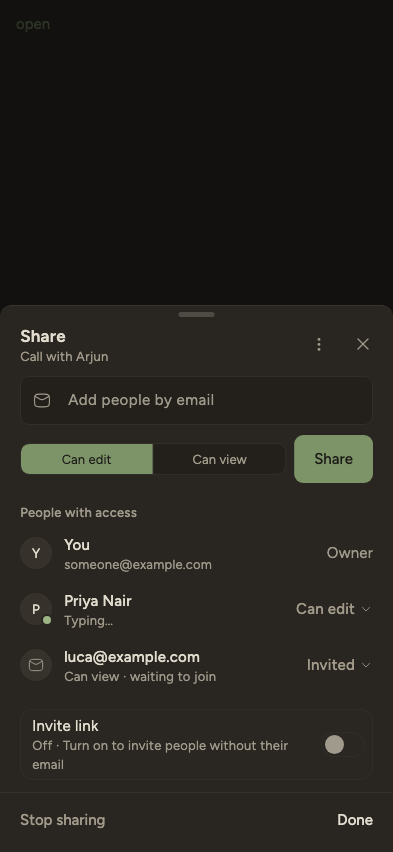 open
Share
Call with Arjun
Add people by email
Can edit
Can view
Share
People with access
Y
You
someone@example.com
Owner
P
Priya Nair
Typing...
Can edit
luca@example.com
Can view · waiting to join
Invited
Invite link
Off · Turn on to invite people without their
email
Stop sharing
Done